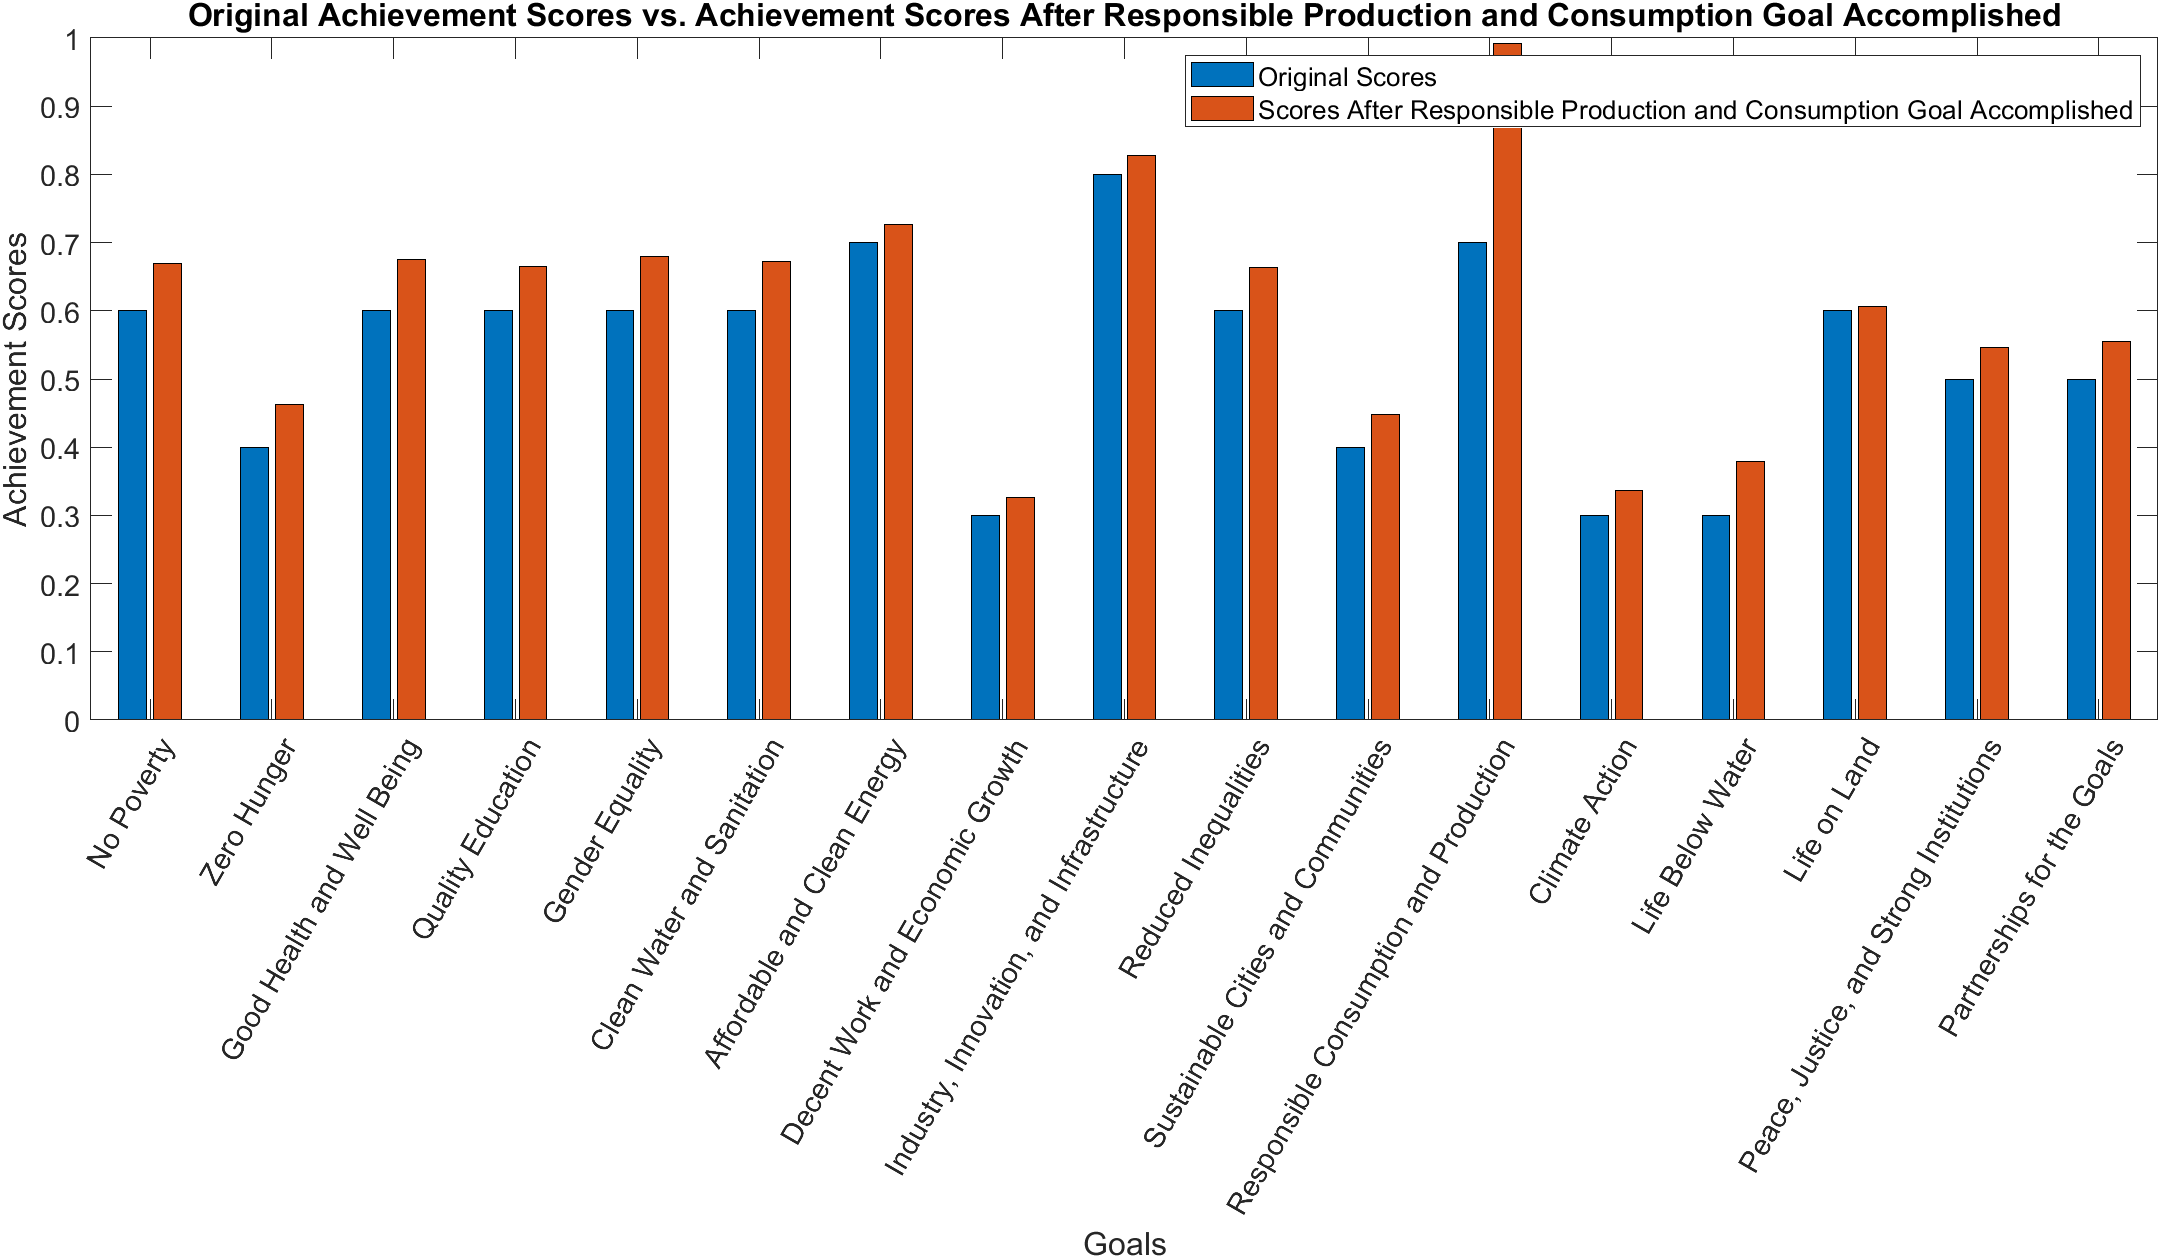 Original Achievement Scores vs. Achievement Scores After Responsible Production and Consumption Goal Accomplished
Original Scores
Scores After Responsible Production and Consumption Goal Accomplished
Achievement Scores
1
0.9
0.8
0.7
0.6
0.5
0.4
0.3
0.2
0.1
0
No Poverty
Zero Hunger
Good Health and Well Being
Quality Education
Gender Equality
Clean Water and Sanitation
Affordable and Clean Energy
Decent Work and Economic Growth
Industry, Innovation, and Infrastructure
Reduced Inequalities
Sustainable Cities and Communities
Responsible Consumption and Production
Climate Action
Life Below Water
Life on Land
Peace, Justice, and Strong Institutions
Partnerships for the Goals
Goals